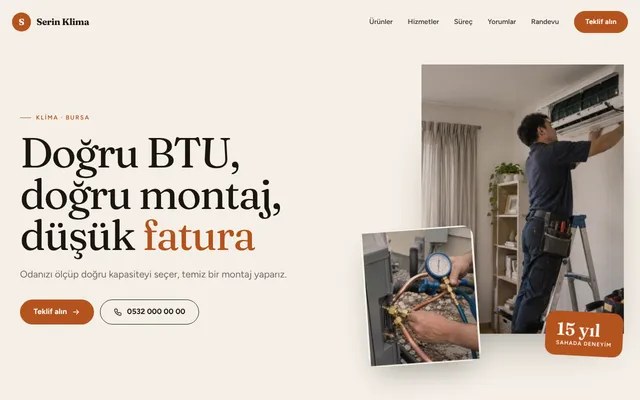 S Serin Klima
Ürünler Hizmetler Süreç Yorumlar Randevu Teklif alın
KLİMA · BURSA
Doğru BTU,
doğru montaj,
düşük fatura
Odanızı ölçüp doğru kapasiteyi seçer, temiz bir montaj yaparız.
Teklif alın → 0532 000 00 00
15 yıl
SAHADA DENEYİM